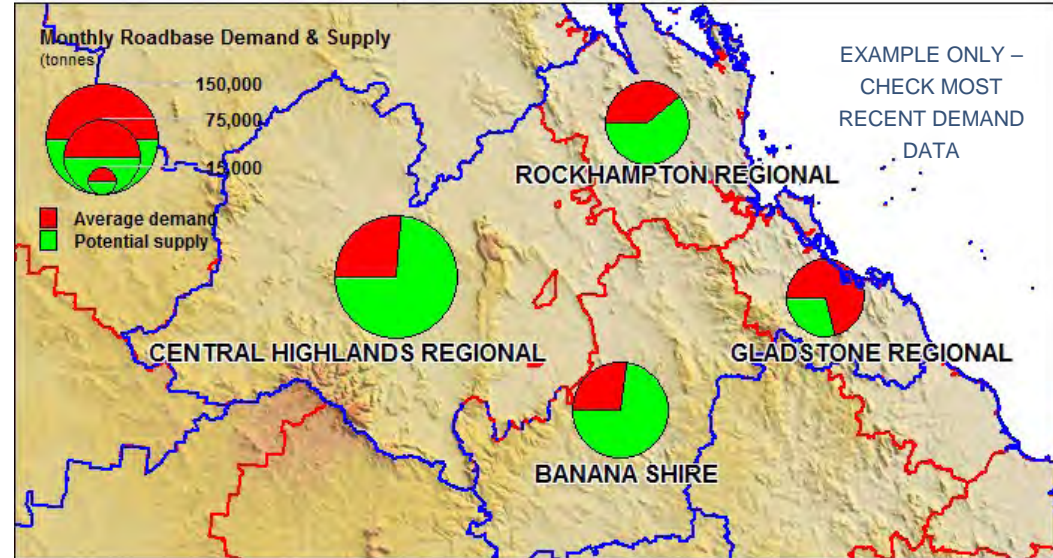 Monthly Roadbase Demand & Supply
(tonnes)
150,000
75,000
15,000
Average demand
Potential supply
EXAMPLE ONLY –
CHECK MOST
RECENT DEMAND
DATA
ROCKHAMPTON REGIONAL
CENTRAL HIGHLANDS REGIONAL
GLADSTONE REGIONAL
BANANA SHIRE